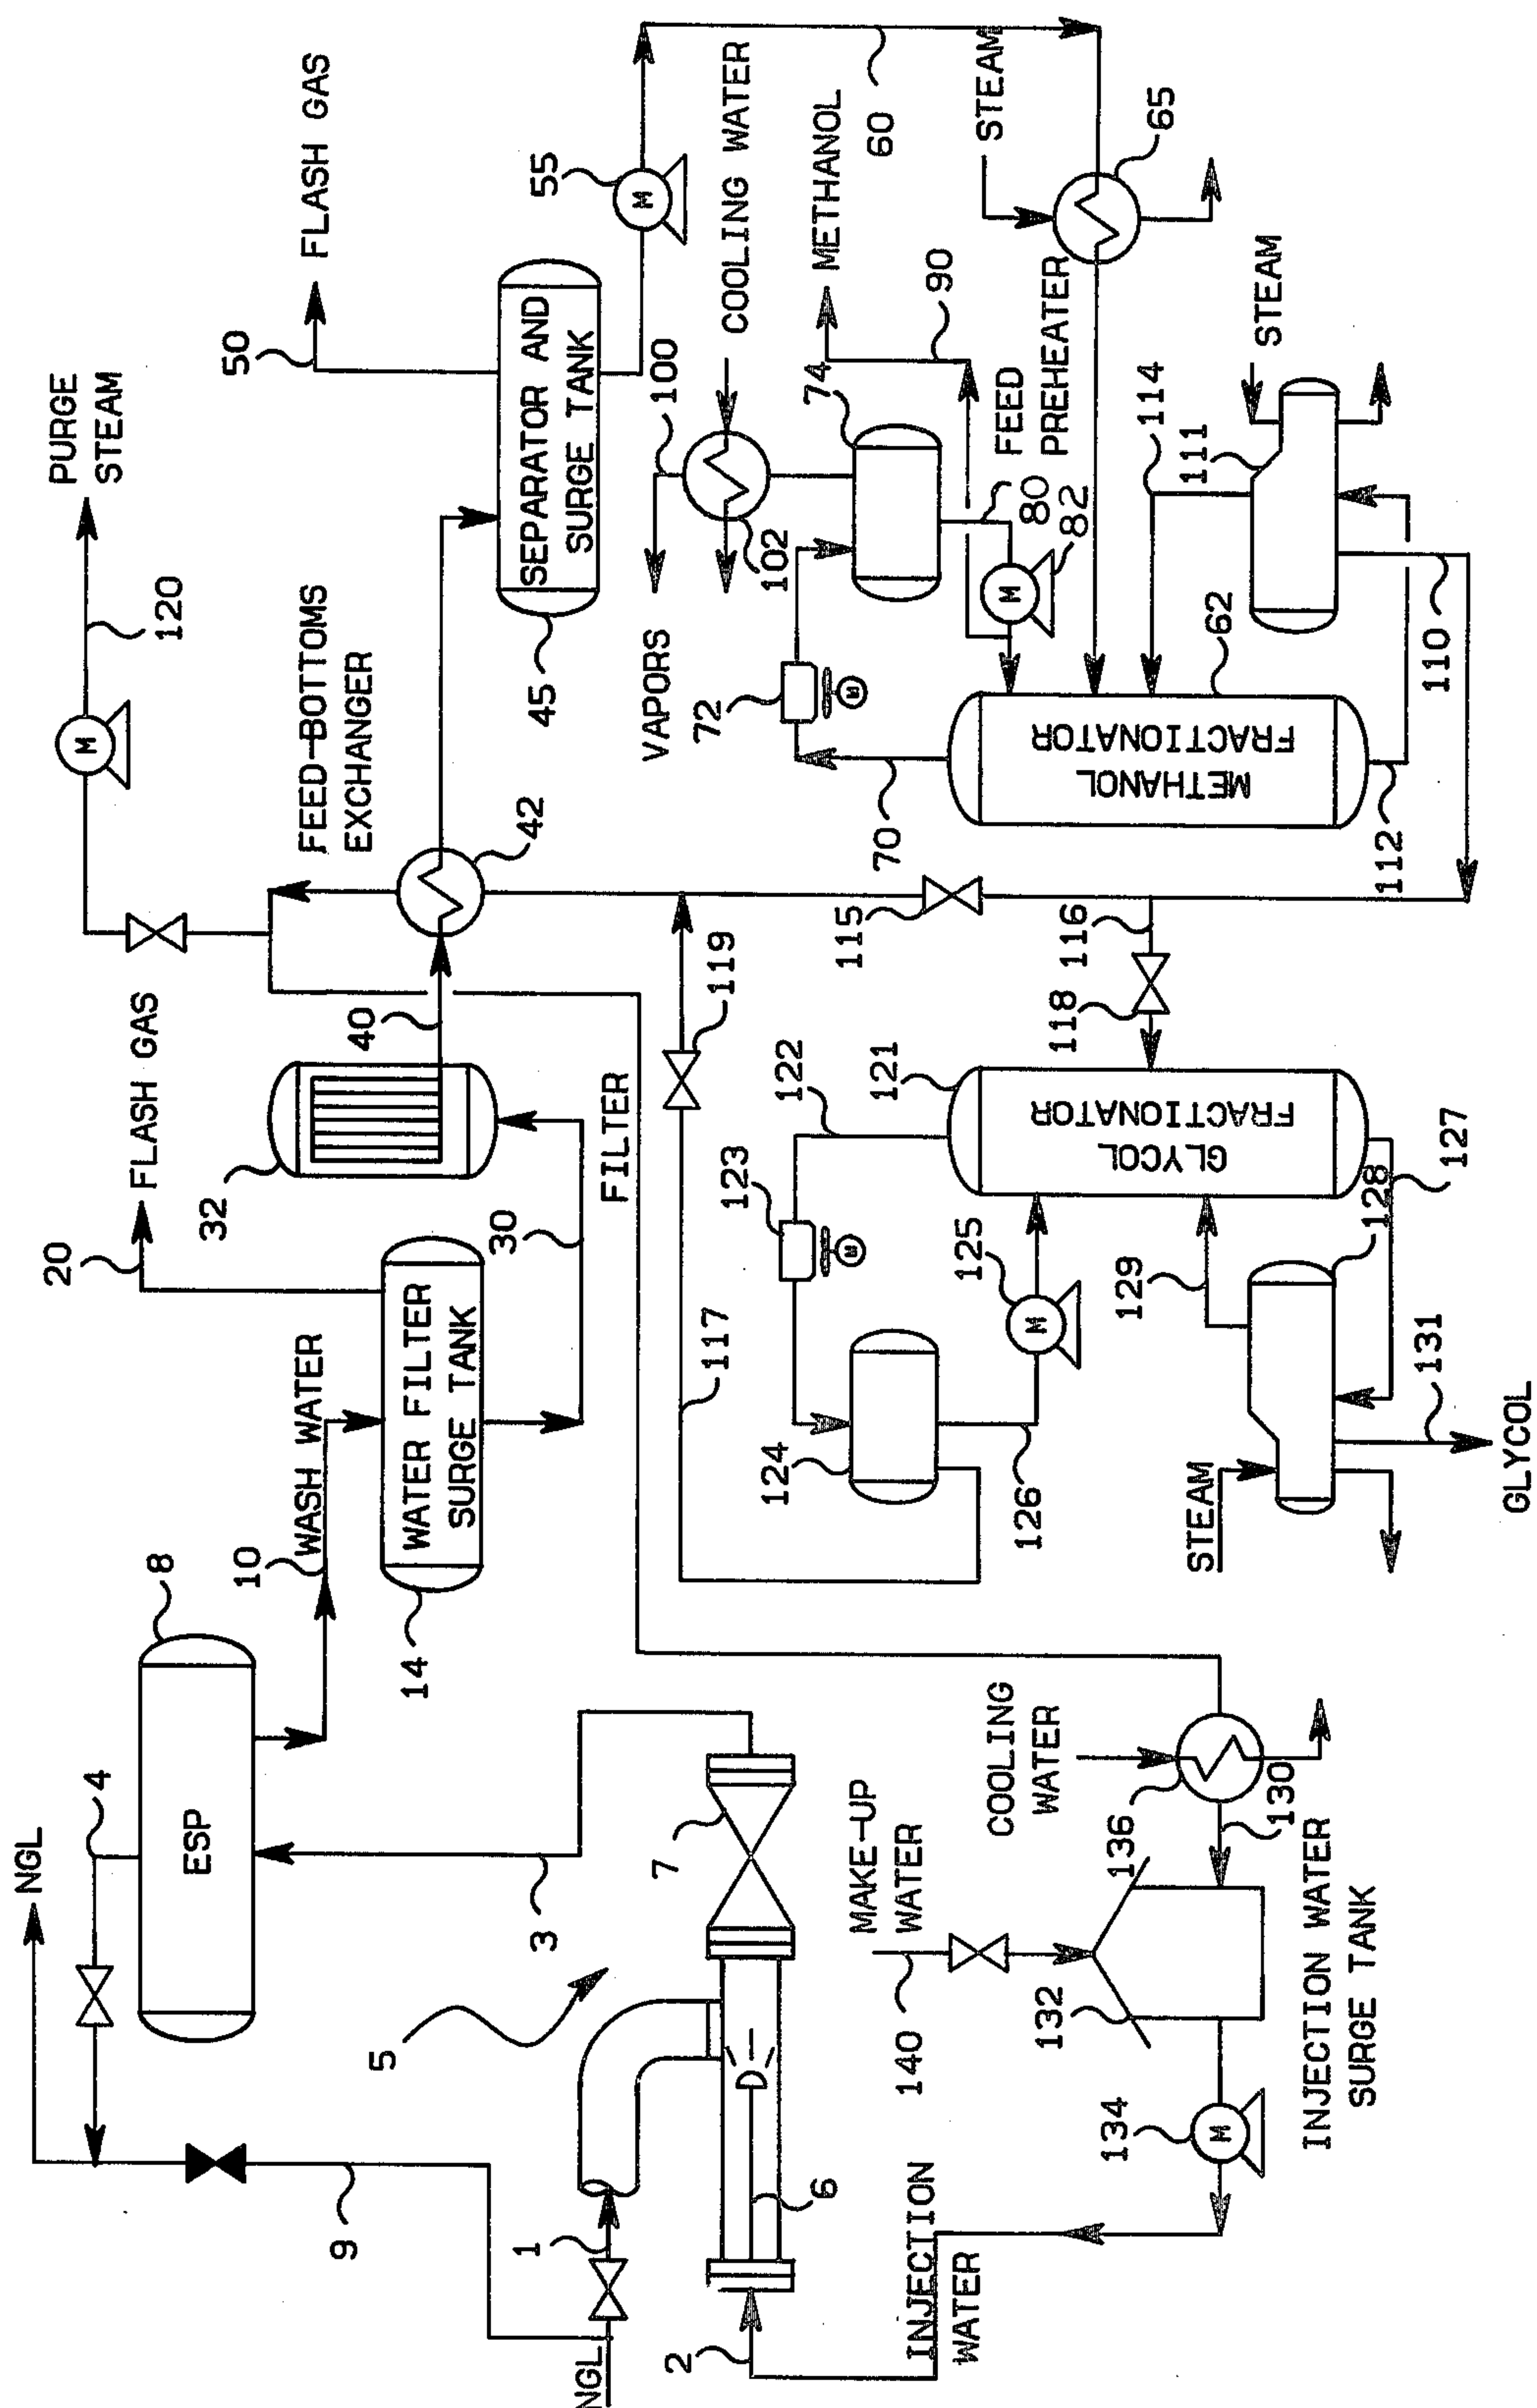 NGL
4
8
ESP
10
WASH WATER
20
FLASH GAS
32
14
WATER FILTER
SURGE TANK
30
FILTER
40
FEED-BOTTOMS
EXCHANGER
42
M
120
PURGE
STEAM
50
FLASH GAS
45
SEPARATOR AND
SURGE TANK
55
M
60
COOLING WATER
100
102
VAPORS
METHANOL
90
74
72
M
80
82
M
FEED
PREHEATER
STEAM
65
70
METHANOL
FRACTIONATOR
62
114
111
STEAM
110
112
115
116
118
119
117
121
GLYCOL
FRACTIONATOR
122
123
M
124
125
M
126
127
128
129
131
STEAM
GLYCOL
9
5
3
7
1
6
2
NGL
INJECTION
WATER
MAKE-UP
WATER
140
132
134
M
136
130
COOLING
WATER
INJECTION WATER
SURGE TANK